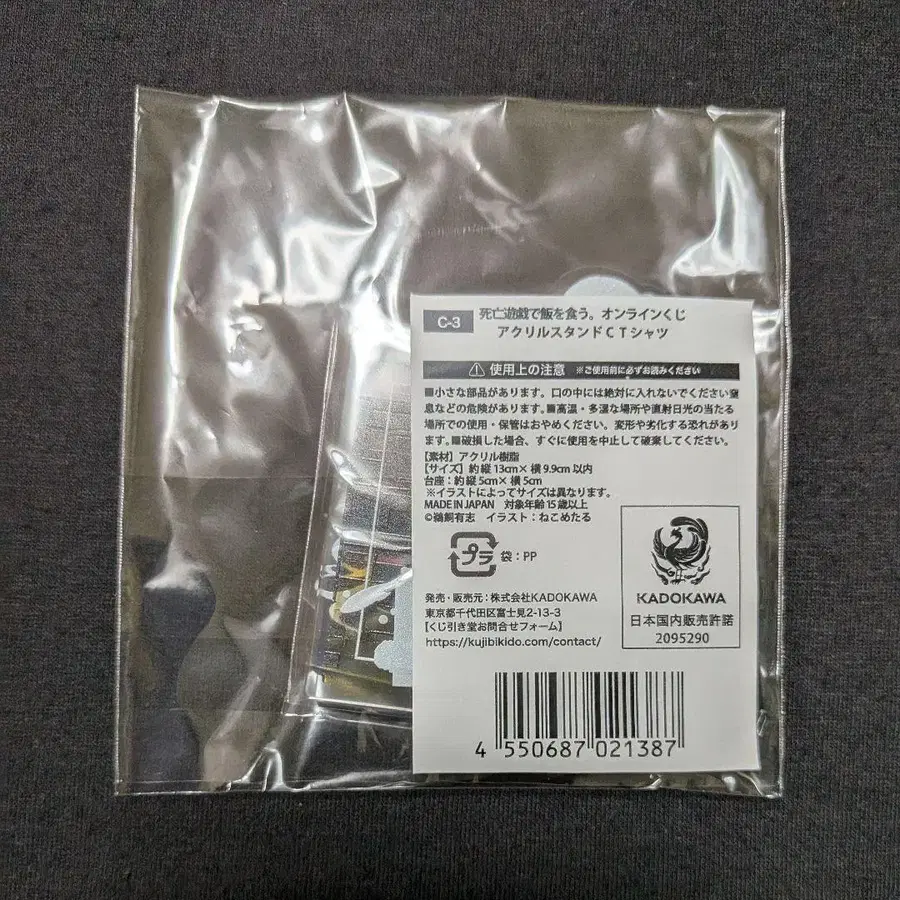 C-3
死亡遊戯で飯を食う。オンラインくじ
アクリルスタンドCTシャツ
使用上の注意 ※ご使用前に必ずお読みください
■小さな部品があります。口の中には絶対に入れないでください窒
息などの危険があります。■高温・多湿な場所や直射日光の当たる
場所での使用・保管はおやめください。変形や劣化する恐れがあり
ます。■破損した場合、すぐに使用を中止して破棄してください。
【素材】アクリル樹脂
【サイズ】約 縦 13cm × 横 9.9cm 以内
台座：約 縦 5cm × 横 5cm
※イラストによってサイズは異なります。
MADE IN JAPAN 対象年齢 15 歳以上
©鵜飼有志 イラスト：ねこめたる
プラ 袋：PP
発売・販売元：株式会社KADOKAWA
東京都千代田区富士見2-13-3
【くじ引き堂お問合せフォーム】
https://kujibikido.com/contact/
KADOKAWA
日本国内販売許諾
2095290
4 550687 021387